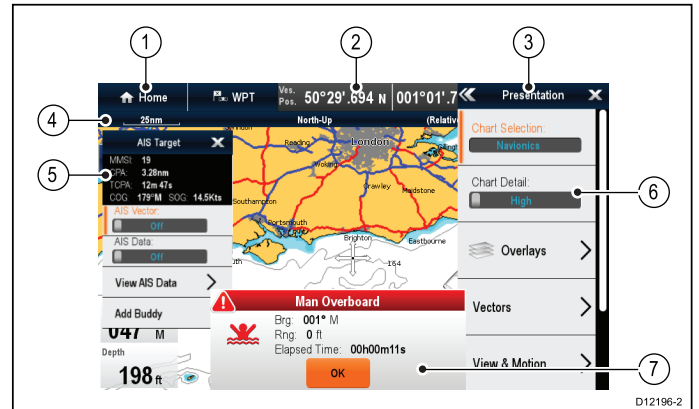 1
2
3
Home
WPT
Ves. Pos. 50°29'.694 N 001°01'.7
Presentation
4
25nm
North-Up
(Relativ
5
AIS Target
MMSI: 19
CPA: 3.28nm
TCPA: 12m 47s
COG 179°M SOG 14.5Kts
AIS Vector:
Off
AIS Data:
Off
View AIS Data
Add Buddy
Reading
London
Woking
Crawley
Maidstone
Southampton
Portsmouth
Brighton
Eastbourne
164
Chart Selection:
Navionics
Chart Detail:
High
6
Overlays
Vectors
View & Motion
047 M
Depth
198 ft
Man Overboard
Brg: 001° M
Rng: 0 ft
Elapsed Time: 00h00m11s
OK
7
D12196-2